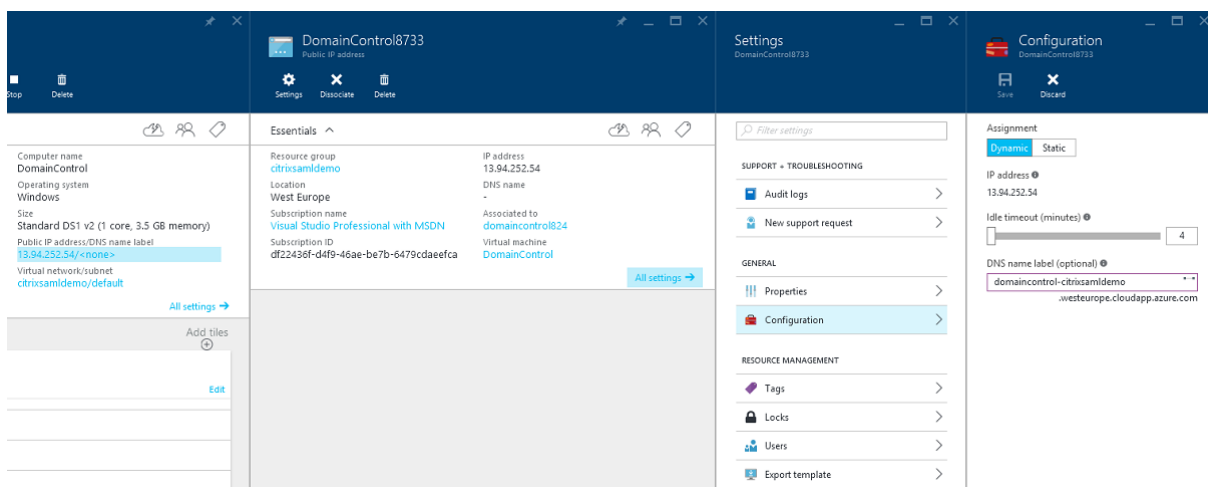 Stop
Delete
Computer name
DomainControl
Operating system
Windows
Size
Standard DS1 v2 (1 core, 3.5 GB memory)
Public IP address/DNS name label
13.94.252.54/<none>
Virtual network/subnet
citrixsamldemo/default
All settings →
Add tiles
Edit
DomainControl8733
Public IP address
Settings
Dissociate
Delete
Essentials
Resource group
citrixsamldemo
Location
West Europe
Subscription name
Visual Studio Professional with MSDN
Subscription ID
df22436f-d4f9-46ae-be7b-6479cdaeefca
IP address
13.94.252.54
DNS name
-
Associated to
domaincontrol824
Virtual machine
DomainControl
All settings →
Settings
DomainControl8733
Filter settings
SUPPORT + TROUBLESHOOTING
Audit logs
New support request
GENERAL
Properties
Configuration
RESOURCE MANAGEMENT
Tags
Locks
Users
Export template
Configuration
DomainControl8733
Save
Discard
Assignment
Dynamic
Static
IP address
13.94.252.54
Idle timeout (minutes)
4
DNS name label (optional)
domaincontrol-citrixsamldemo
.westeurope.cloudapp.azure.com